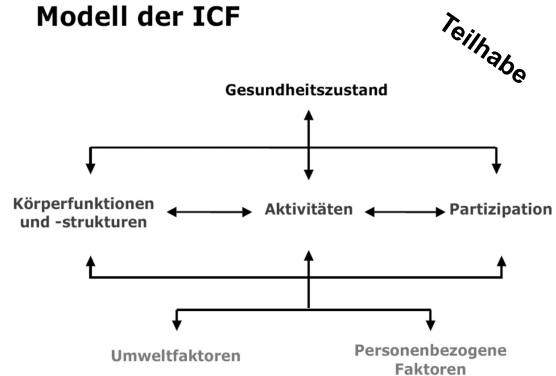 Modell der ICF
Teilhabe
Gesundheitszustand
Körperfunktionen
und -strukturen
Aktivitäten
Partizipation
Umweltfaktoren
Personenbezogene
Faktoren